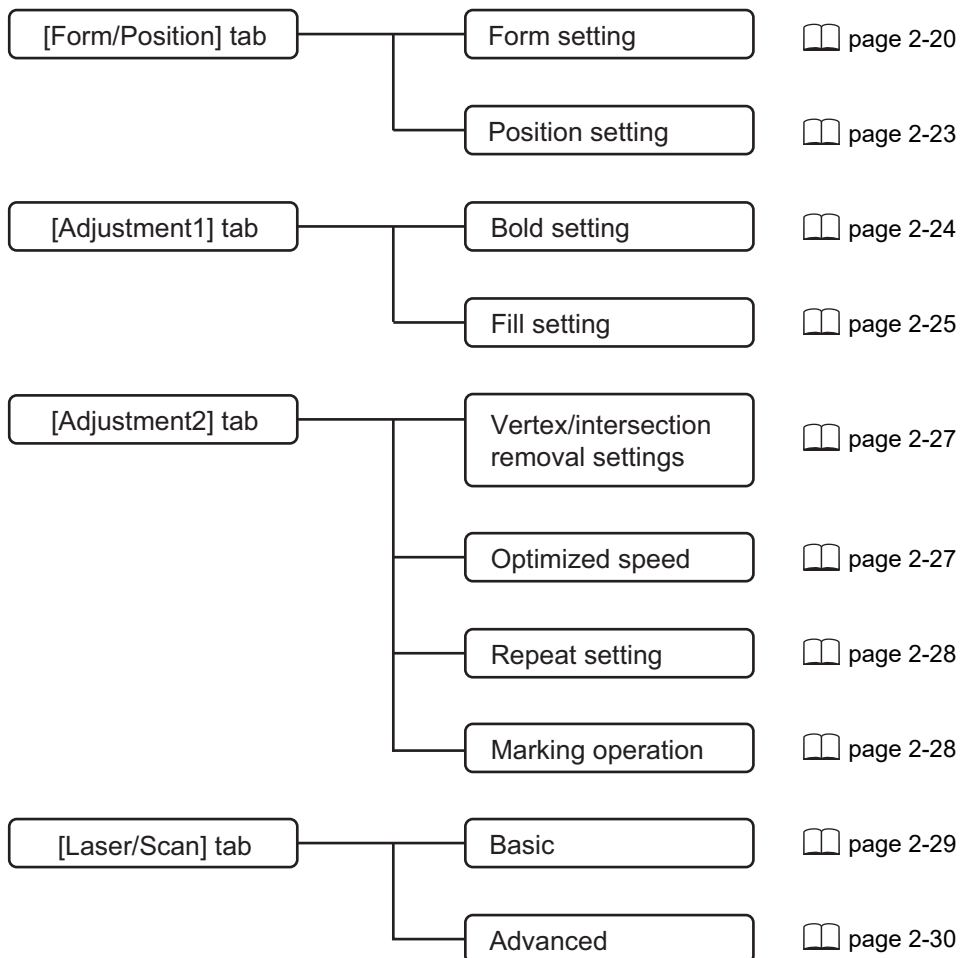 [Form/Position] tab
Form setting
page 2-20
Position setting
page 2-23
[Adjustment1] tab
Bold setting
page 2-24
Fill setting
page 2-25
[Adjustment2] tab
Vertex/intersection
removal settings
page 2-27
Optimized speed
page 2-27
Repeat setting
page 2-28
Marking operation
page 2-28
[Laser/Scan] tab
Basic
page 2-29
Advanced
page 2-30